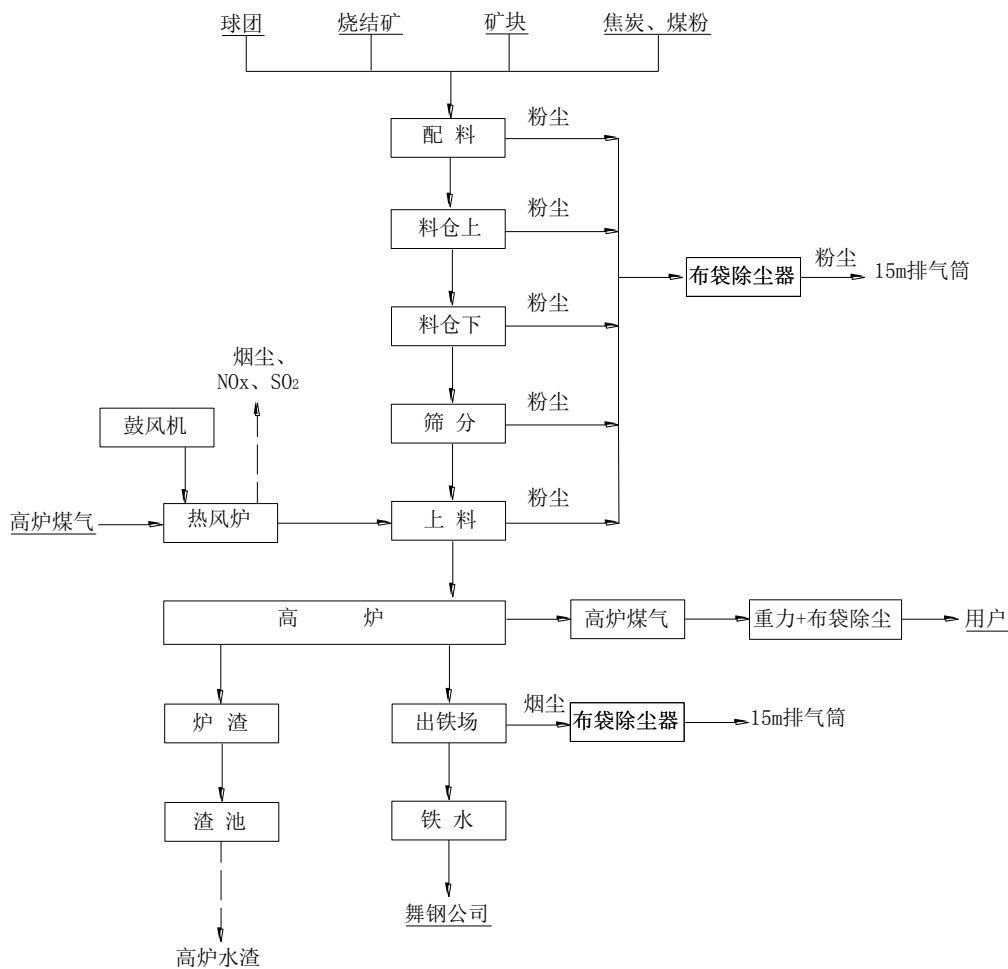 球团 烧结矿 矿块 焦炭、煤粉
配 料
粉尘
料仓上
粉尘
布袋除尘器
粉尘
15m排气筒
料仓下
粉尘
烟尘、
NOx、SO2
鼓风机
筛 分
粉尘
高炉煤气
热风炉
上 料
粉尘
高 炉
高炉煤气
重力+布袋除尘
用户
炉 渣
出铁场
烟尘
布袋除尘器
15m排气筒
渣 池
铁 水
舞钢公司
高炉水渣